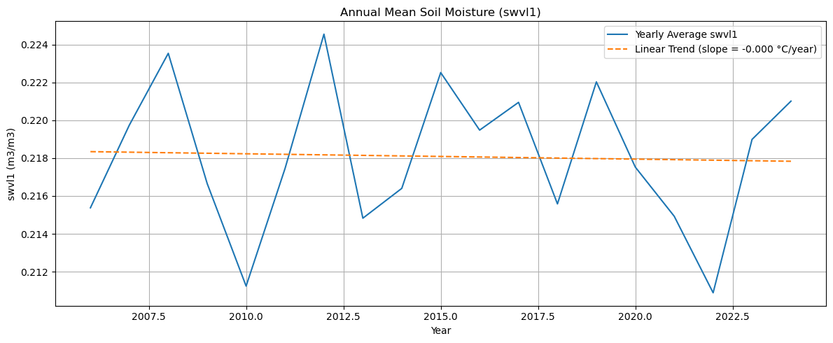 Annual Mean Soil Moisture (swvl1)
Yearly Average swvl1
Linear Trend (slope = -0.000 °C/year)
swvl1 (m3/m3)
0.224
0.222
0.220
0.218
0.216
0.214
0.212
2007.5 2010.0 2012.5 2015.0 2017.5 2020.0 2022.5
Year